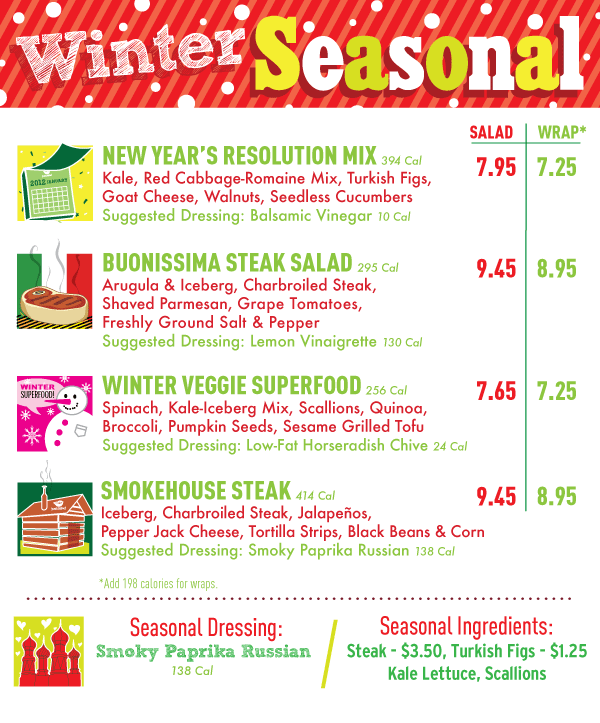 Winter Seasonal
SALAD WRAP*
2012 JANUARY
NEW YEAR'S RESOLUTION MIX 394 Cal 7.95 7.25
Kale, Red Cabbage-Romaine Mix, Turkish Figs,
Goat Cheese, Walnuts, Seedless Cucumbers
Suggested Dressing: Balsamic Vinegar 10 Cal
BUONISSIMA STEAK SALAD 295 Cal 9.45 8.95
Arugula & Iceberg, Charbroiled Steak,
Shaved Parmesan, Grape Tomatoes,
Freshly Ground Salt & Pepper
Suggested Dressing: Lemon Vinaigrette 130 Cal
WINTER
SUPERFOOD!
WINTER VEGGIE SUPERFOOD 256 Cal 7.65 7.25
Spinach, Kale-Iceberg Mix, Scallions, Quinoa,
Broccoli, Pumpkin Seeds, Sesame Grilled Tofu
Suggested Dressing: Low-Fat Horseradish Chive 24 Cal
SMOKEHOUSE STEAK 414 Cal 9.45 8.95
Iceberg, Charbroiled Steak, Jalapeños,
Pepper Jack Cheese, Tortilla Strips, Black Beans & Corn
Suggested Dressing: Smoky Paprika Russian 138 Cal
*Add 198 calories for wraps.
Seasonal Dressing:
Smoky Paprika Russian
138 Cal
Seasonal Ingredients:
Steak - $3.50, Turkish Figs - $1.25
Kale Lettuce, Scallions